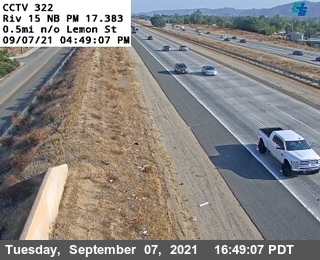 CCTV 322
Riv 15 NB PM 17.383
0.5mi n/o Lemon St
09/07/21 04:49:07 PM
Tuesday, September 07, 2021 16:49:07 PDT